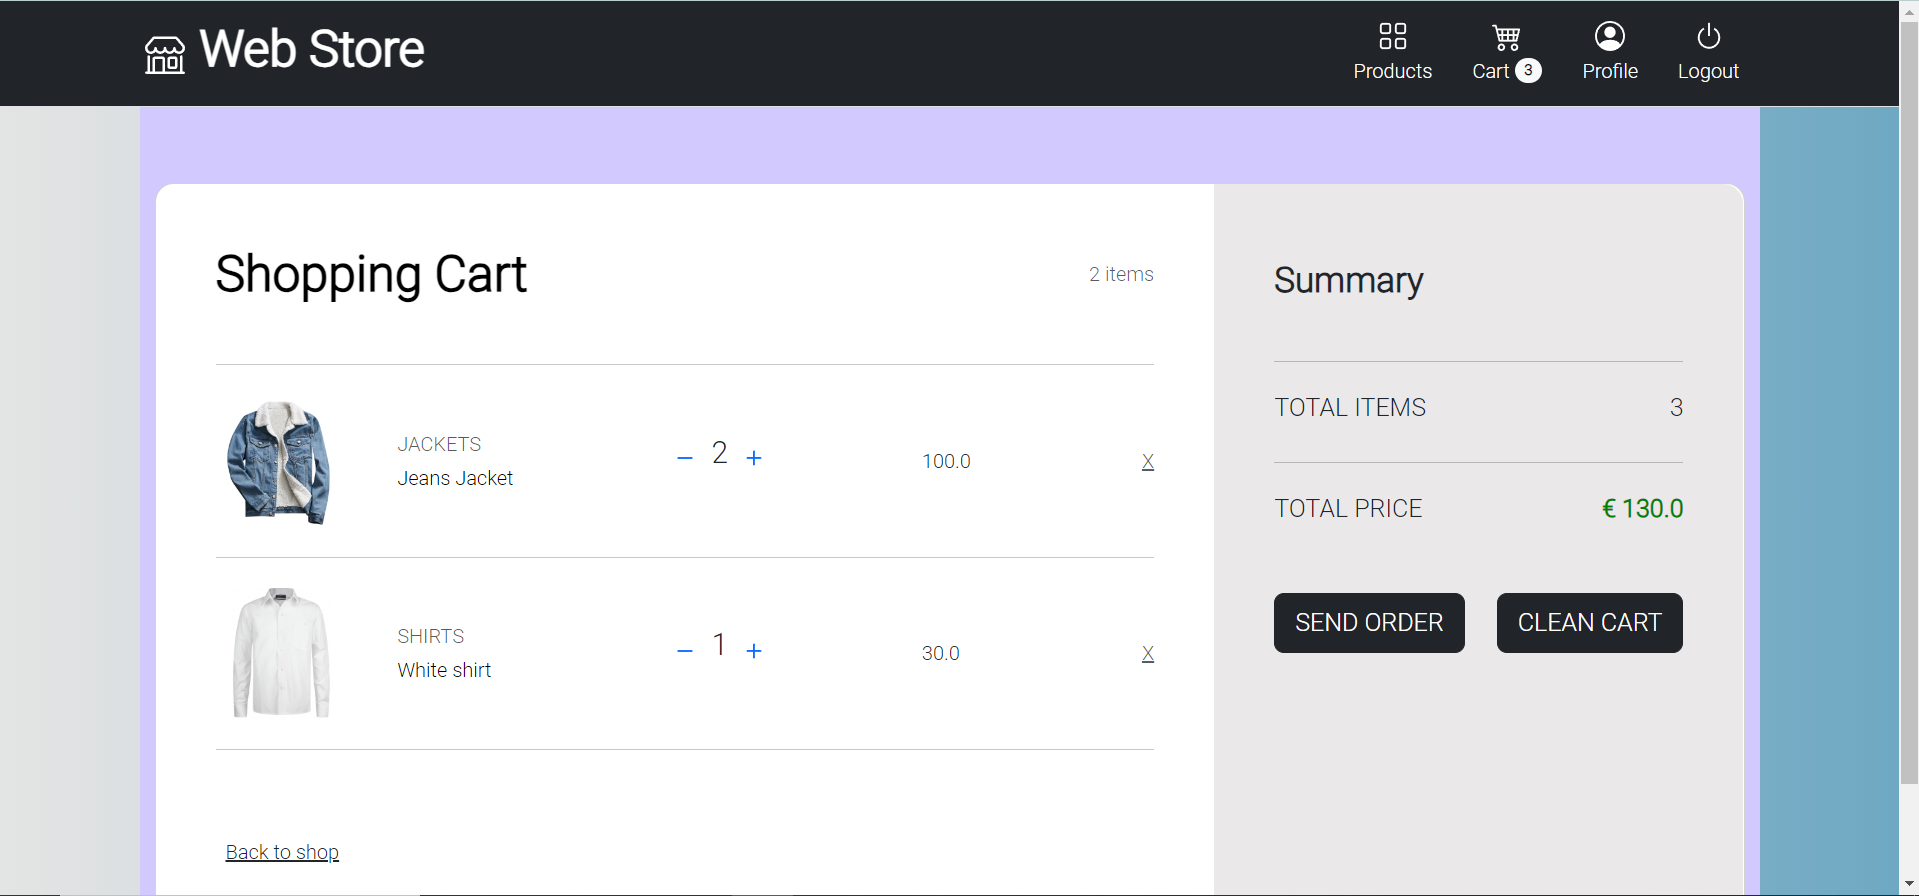 Web Store
Products
Cart 3
Profile
Logout
Shopping Cart
2 items
JACKETS
Jeans Jacket
− 2 +
100.0
X
SHIRTS
White shirt
− 1 +
30.0
X
Back to shop
Summary
TOTAL ITEMS 3
TOTAL PRICE € 130.0
SEND ORDER
CLEAN CART